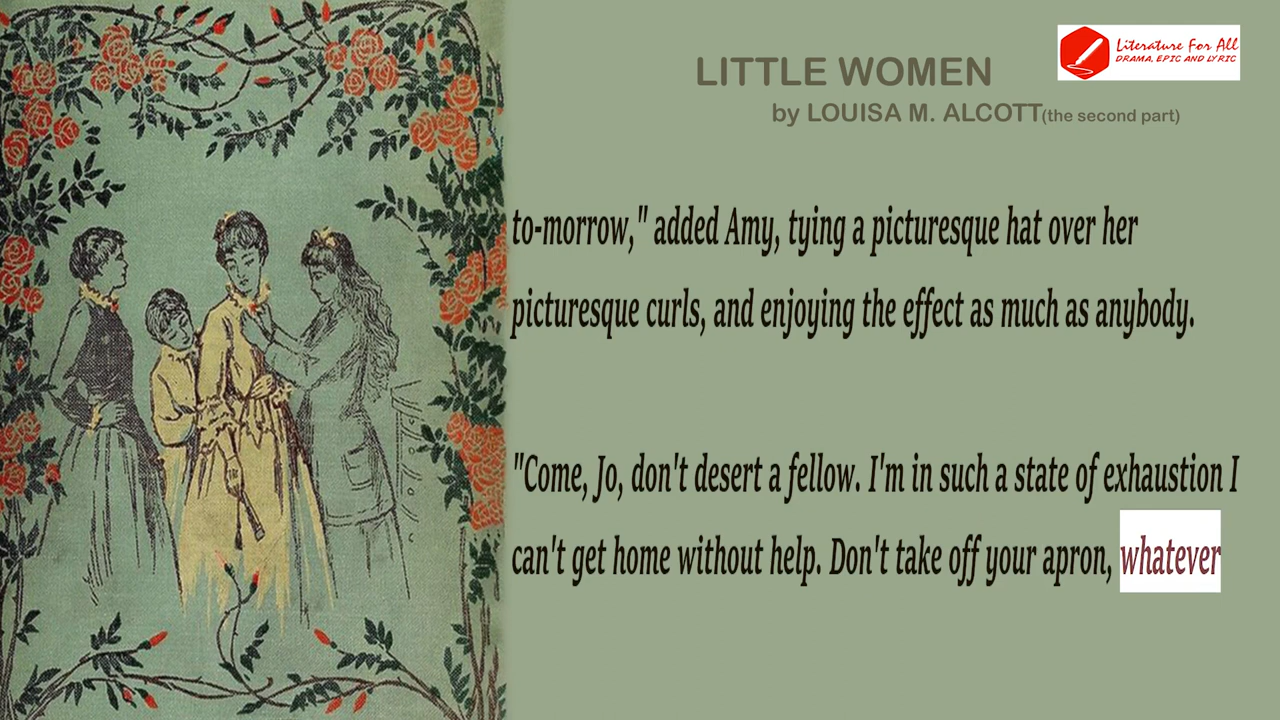 LITTLE WOMEN
by LOUISA M. ALCOTT(the second part)
Literature For All
DRAMA, EPIC AND LYRIC
to-morrow," added Amy, tying a picturesque hat over her
picturesque curls, and enjoying the effect as much as anybody.
"Come, Jo, don't desert a fellow. I'm in such a state of exhaustion I
can't get home without help. Don't take off your apron, whatever